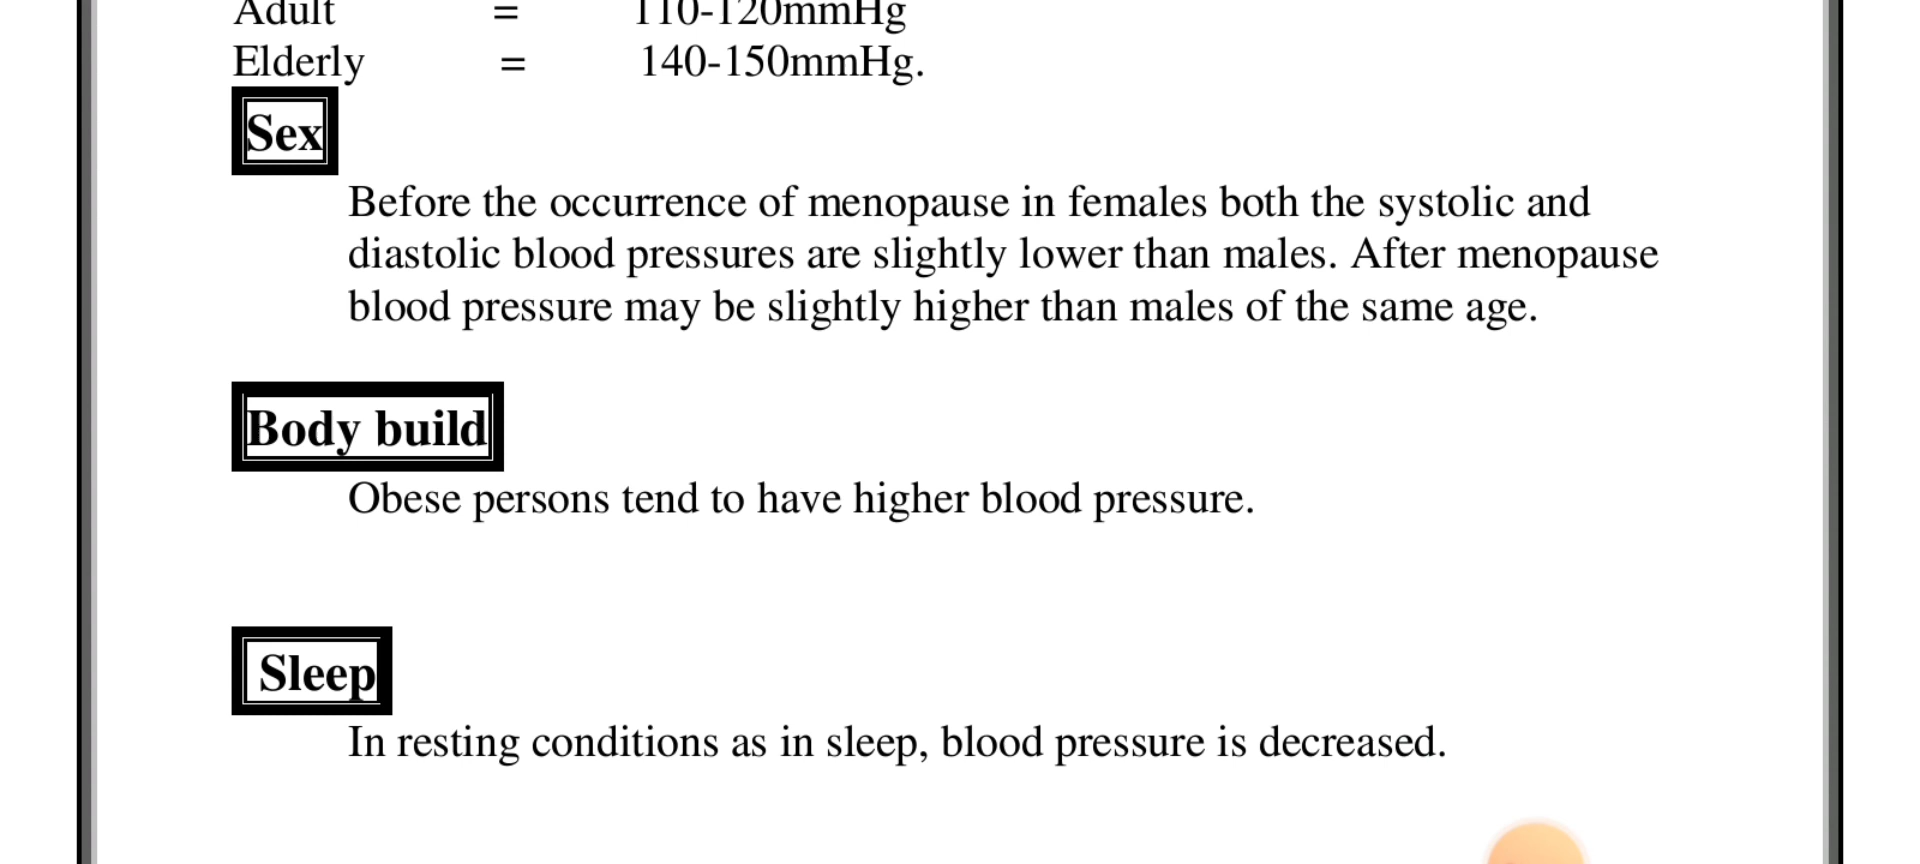 Adult = 110-120mmHg
Elderly = 140-150mmHg.
Sex
Before the occurrence of menopause in females both the systolic and
diastolic blood pressures are slightly lower than males. After menopause
blood pressure may be slightly higher than males of the same age.
Body build
Obese persons tend to have higher blood pressure.
Sleep
In resting conditions as in sleep, blood pressure is decreased.